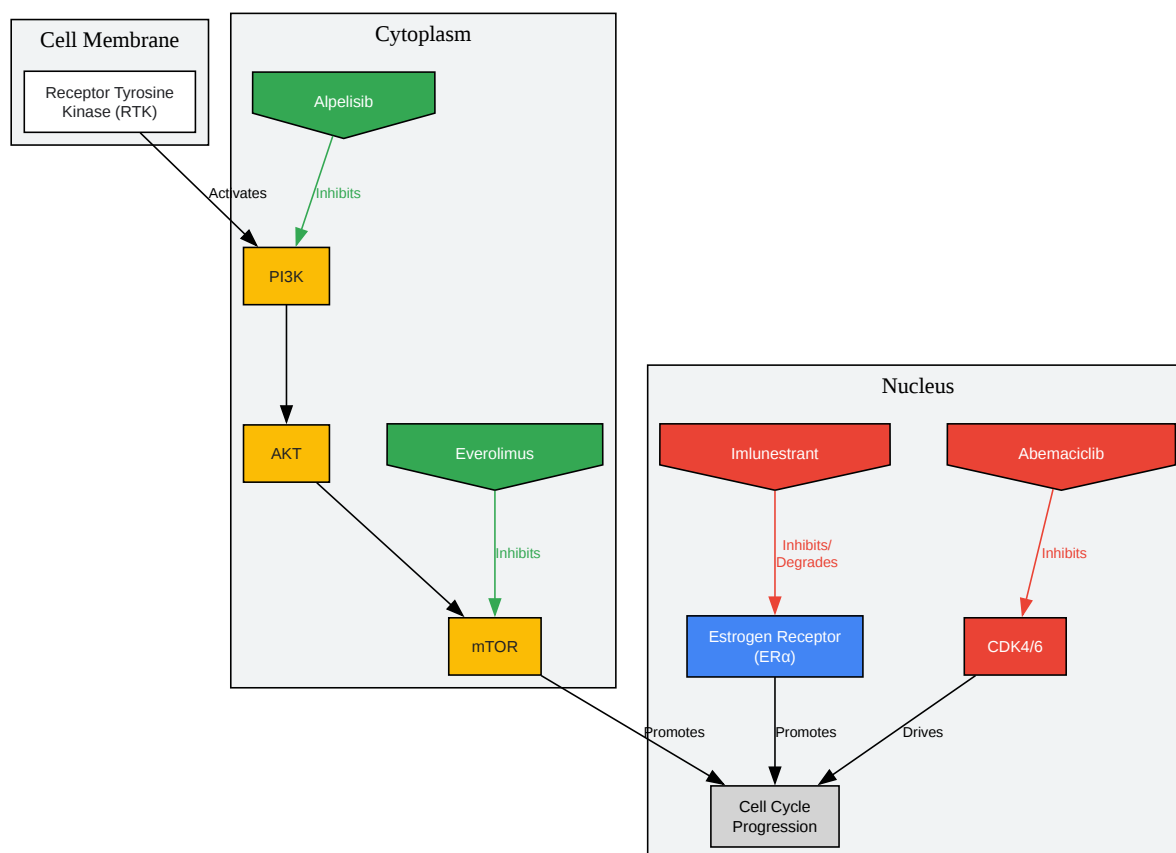 Cell Membrane
Receptor Tyrosine
Kinase (RTK)
Cytoplasm
Alpelisib
Activates
Inhibits
PI3K
AKT
Everolimus
Inhibits
mTOR
Nucleus
Imlunestrant
Abemaciclib
Inhibits/
Degrades
Inhibits
Estrogen Receptor
(ERα)
CDK4/6
Promotes
Promotes
Drives
Cell Cycle
Progression